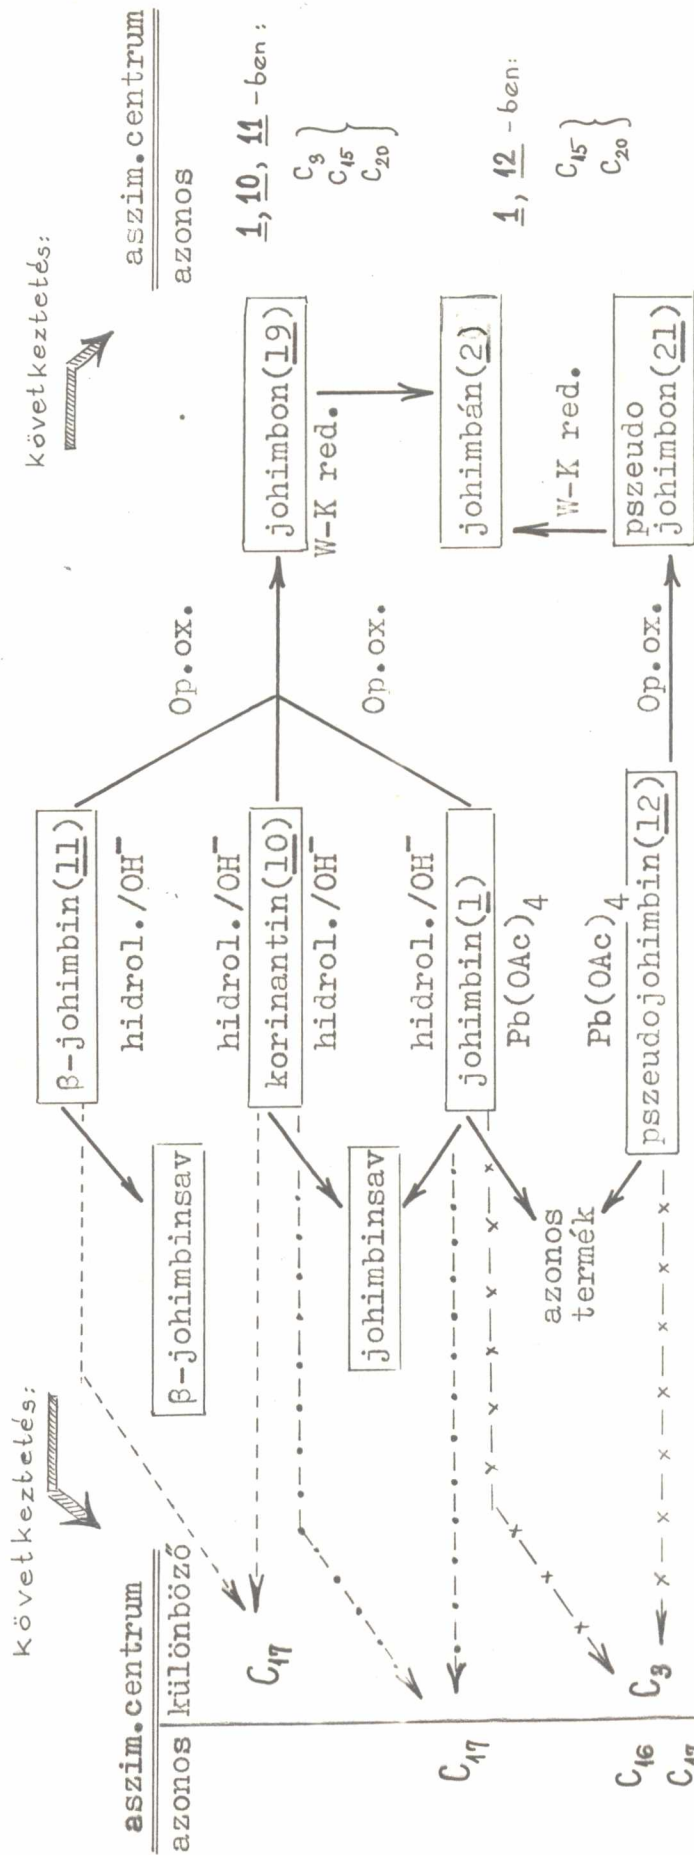 következtetés:
aszim.centrum
azonos különböző
C17
C17
C16 C3
C17
β-johimbin(11)
hidrol./OH⁻
β-johimbinsav
hidrol./OH⁻
korinantin(10)
hidrol./OH⁻
johimbinsav
hidrol./OH⁻
johimbin(1)
Pb(OAc)4
azonos
termék
Pb(OAc)4
pszeudojohimbin(12)
Op.ox.
Op.ox.
Op.ox.
johimbon(19)
W-K red.
johimbán(2)
W-K red.
pszeudo
johimbon(21)
következtetés:
aszim.centrum
azonos
1, 10, 11 -ben:
C3
C15
C20
1, 12 -ben:
C15
C20